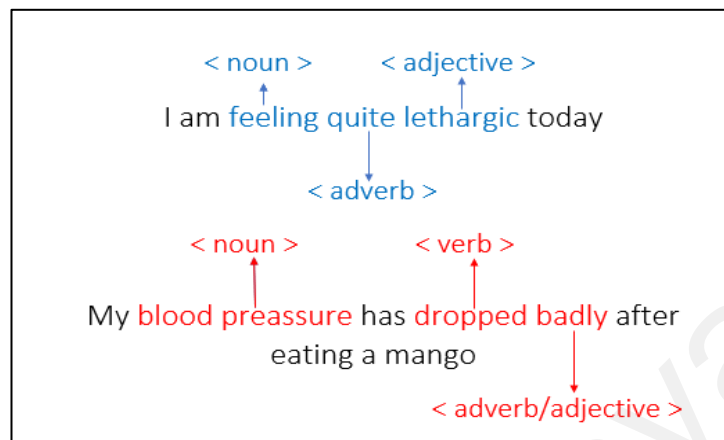 < noun > < adjective >
I am feeling quite lethargic today
< adverb >
< noun > < verb >
My blood preassure has dropped badly after
eating a mango
< adverb/adjective >